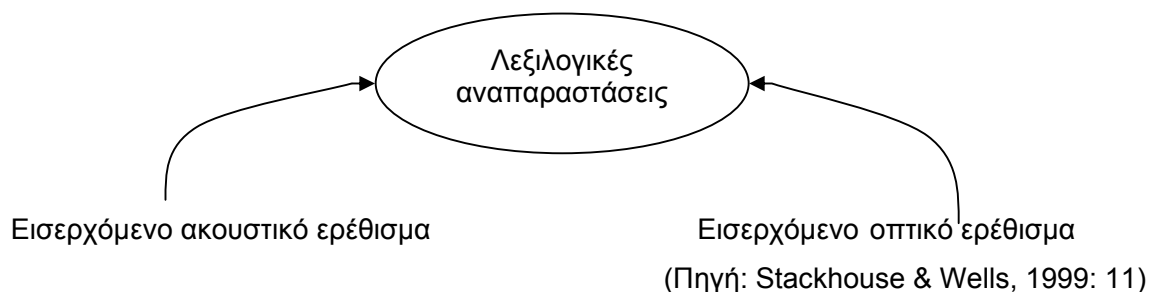 Λεξιλογικές
αναπαραστάσεις
Εισερχόμενο ακουστικό ερέθισμα
Εισερχόμενο οπτικό ερέθισμα
(Πηγή: Stackhouse & Wells, 1999: 11)